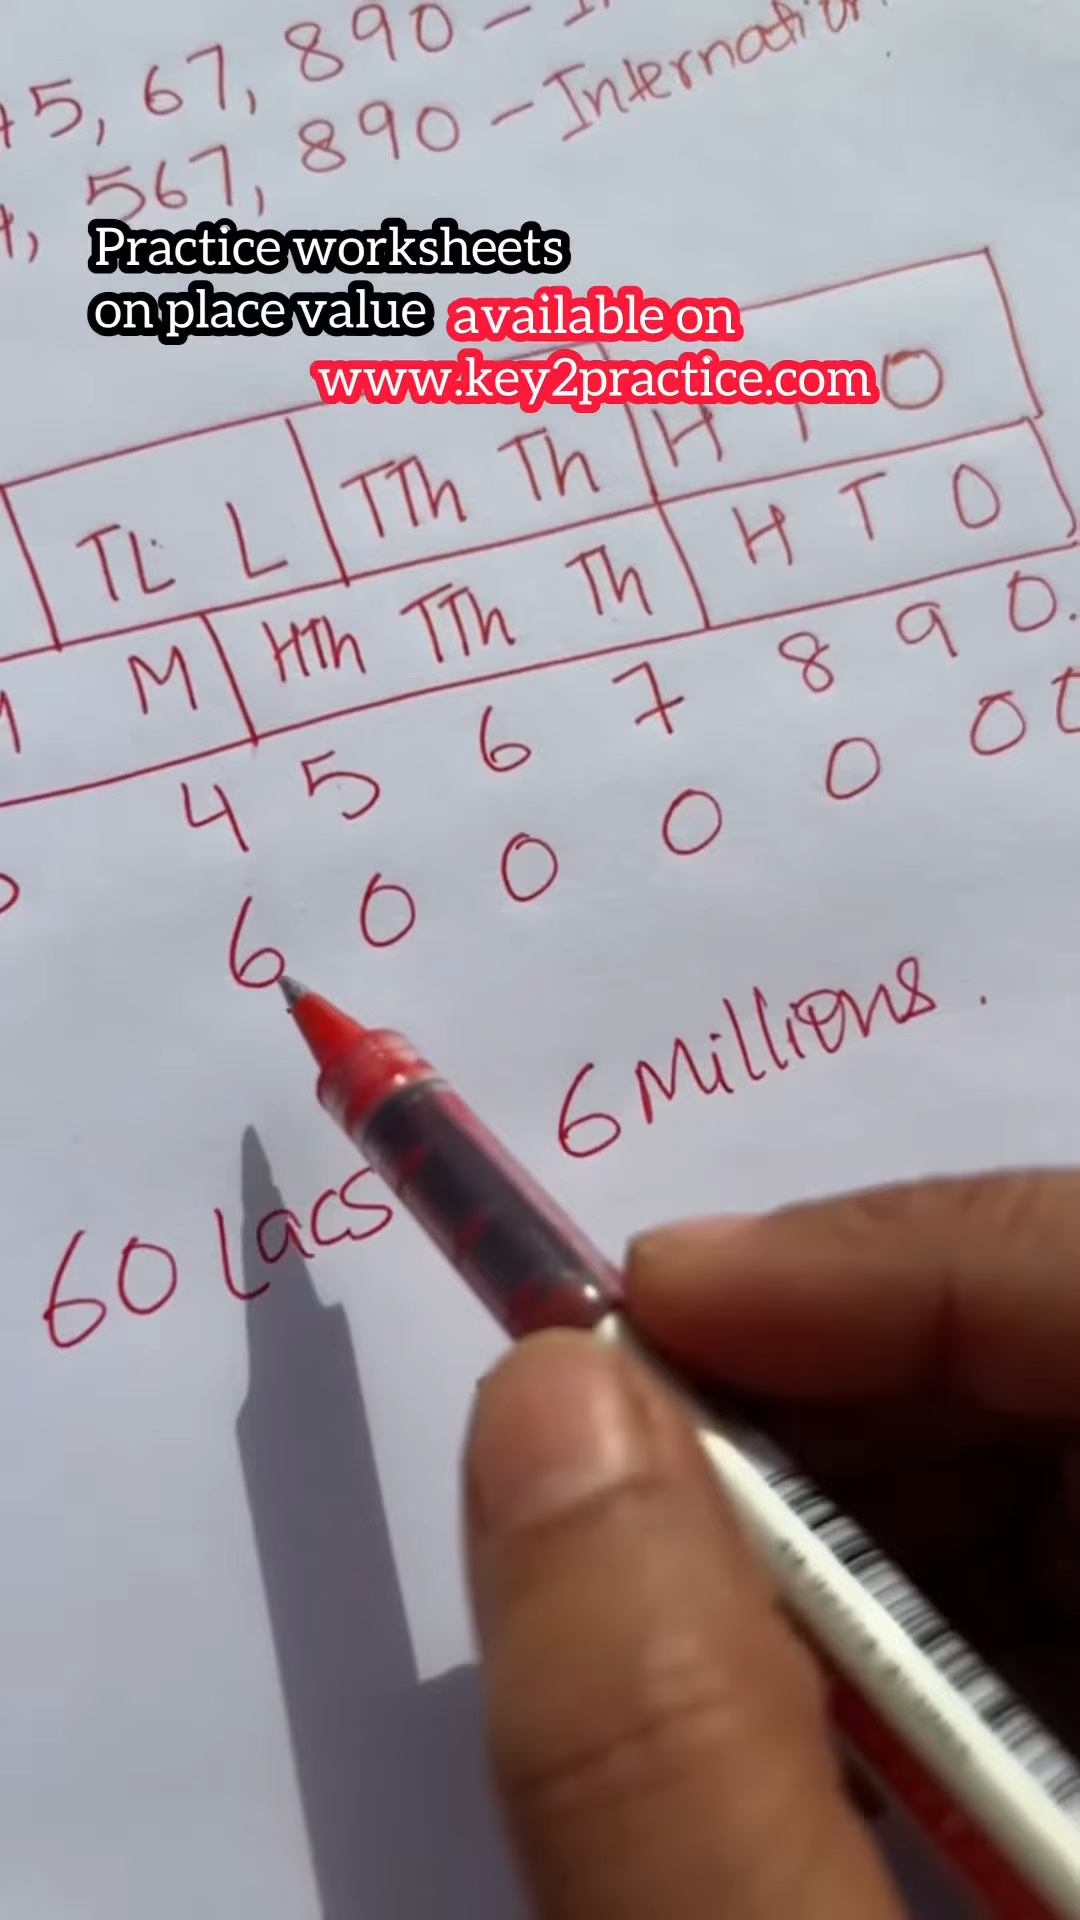 5, 67, 890 -
567, 890 - International
Practice worksheets
on place value available on
www.key2practice.com
TL L TTh Th H T O
M HTh TTh Th H T O
4 5 6 7 8 9 0.
6 0 0 0 0 0 0
60 lacs 6 Millions.